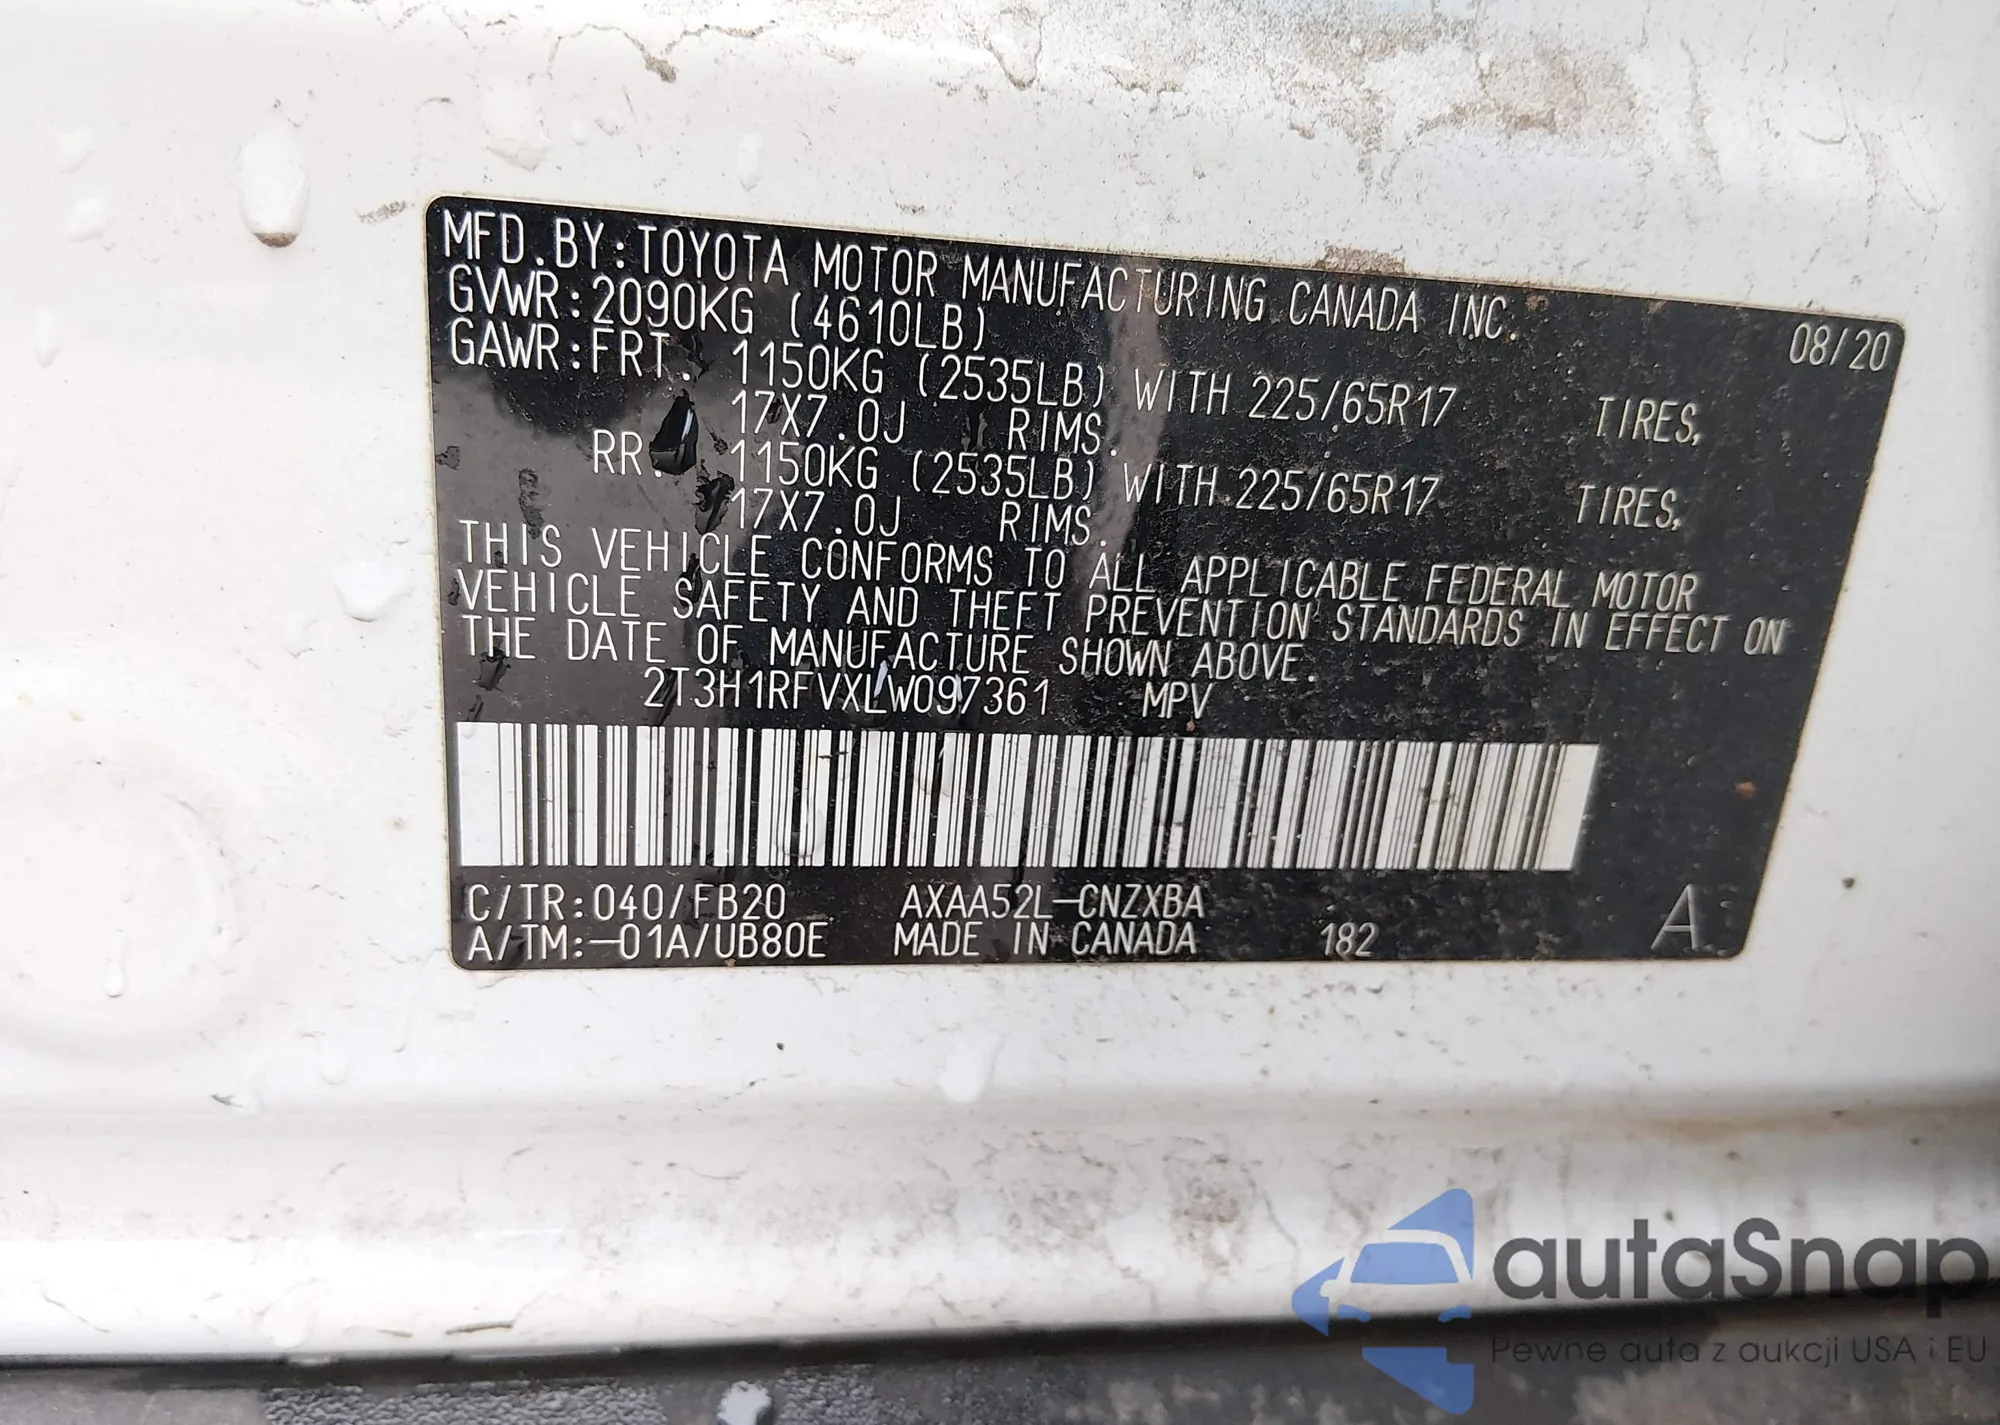 MFD.BY:TOYOTA MOTOR MANUFACTURING CANADA INC. 08/20
GVWR:2090KG (4610LB)
GAWR:FRT. 1150KG (2535LB) WITH 225/65R17 TIRES,
17X7.0J RIMS.
RR. 1150KG (2535LB) WITH 225/65R17 TIRES,
17X7.0J RIMS.
THIS VEHICLE CONFORMS TO ALL APPLICABLE FEDERAL MOTOR
VEHICLE SAFETY AND THEFT PREVENTION STANDARDS IN EFFECT ON
THE DATE OF MANUFACTURE SHOWN ABOVE.
2T3H1RFVXLW097361 MPV
C/TR:040/FB20 AXAA52L-CNZXBA
A/TM:-01A/UB80E MADE IN CANADA 182 A
autaSnap
Pewne auta z aukcji USA i EU